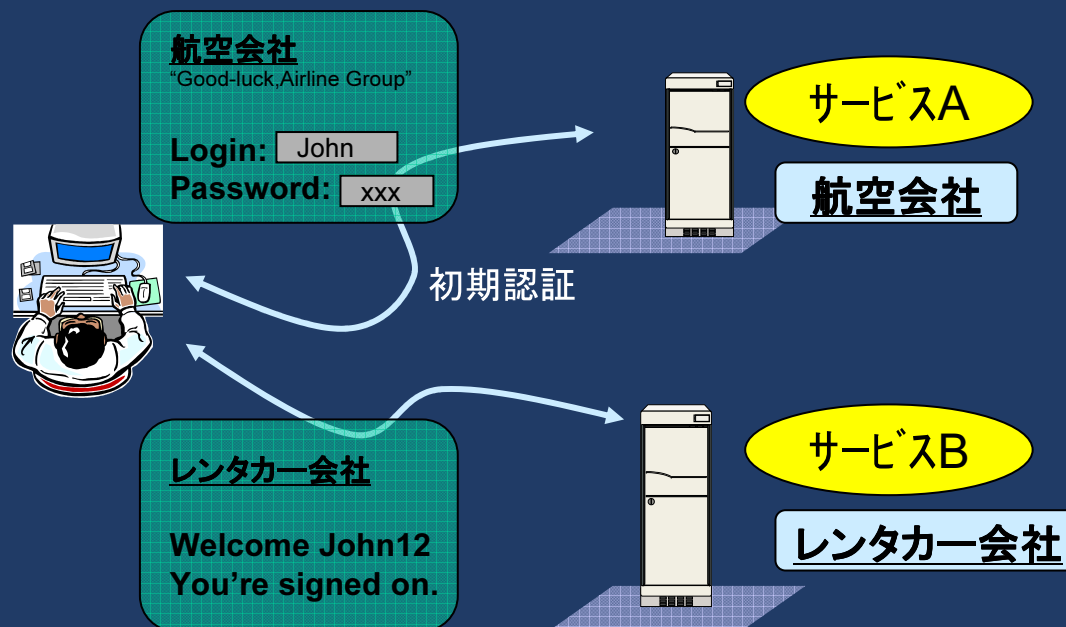 航空会社
“Good-luck,Airline Group”
Login: John
Password: xxx
サービスA
航空会社
初期認証
レンタカー会社
Welcome John12
You’re signed on.
サービスB
レンタカー会社